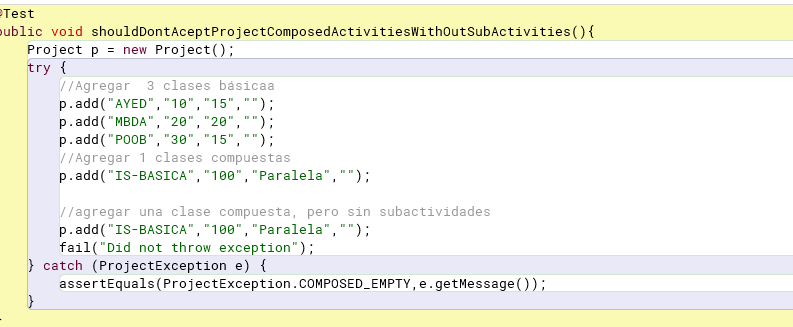 @Test
public void shouldDontAceptProjectComposedActivitiesWithOutSubActivities(){
Project p = new Project();
try {
//Agregar  3 clases básicaa
p.add("AYED","10","15","");
p.add("MBDA","20","20","");
p.add("POOB","30","15","");
//Agregar 1 clases compuestas
p.add("IS-BASICA","100","Paralela","");
//agregar una clase compuesta, pero sin subactividades
p.add("IS-BASICA","100","Paralela","");
fail("Did not throw exception");
} catch (ProjectException e) {
assertEquals(ProjectException.COMPOSED_EMPTY,e.getMessage());
}